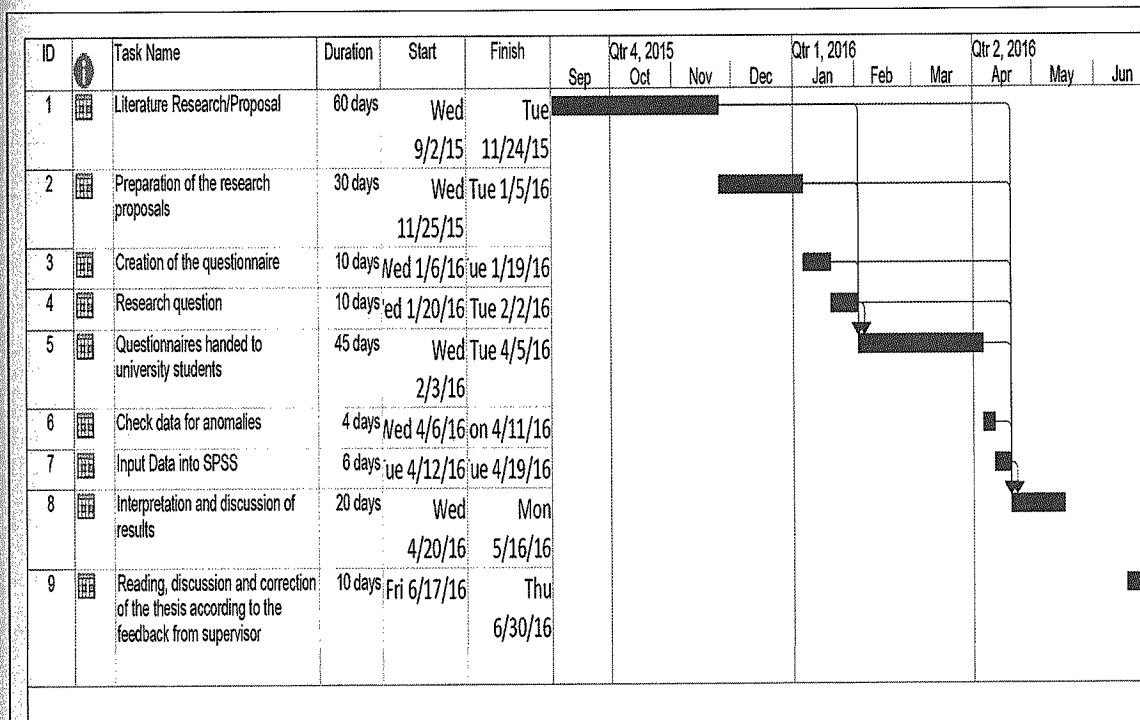 ID Task Name Duration Start Finish Qtr 4, 2015 Qtr 1, 2016 Qtr 2, 2016
Sep Oct Nov Dec Jan Feb Mar Apr May Jun
1 Literature Research/Proposal 60 days Wed Tue
9/2/15 11/24/15
2 Preparation of the research 30 days Wed Tue 1/5/16
proposals
11/25/15
3 Creation of the questionnaire 10 days Wed 1/6/16 ue 1/19/16
4 Research question 10 days ed 1/20/16 Tue 2/2/16
5 Questionnaires handed to 45 days Wed Tue 4/5/16
university students
2/3/16
6 Check data for anomalies 4 days Wed 4/6/16 on 4/11/16
7 Input Data into SPSS 6 days ue 4/12/16 ue 4/19/16
8 Interpretation and discussion of 20 days Wed Mon
results
4/20/16 5/16/16
9 Reading, discussion and correction 10 days Fri 6/17/16 Thu
of the thesis according to the
feedback from supervisor 6/30/16